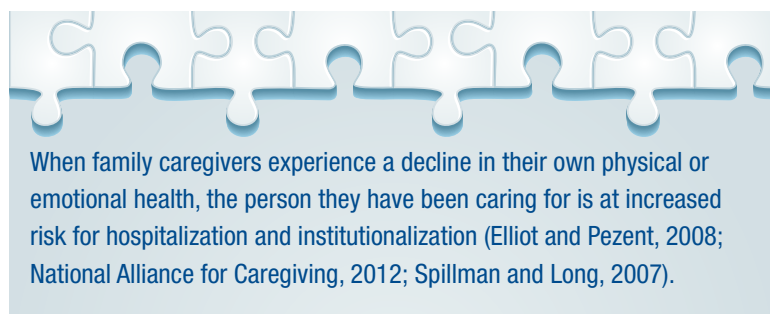 When family caregivers experience a decline in their own physical or
emotional health, the person they have been caring for is at increased
risk for hospitalization and institutionalization (Elliot and Pezent, 2008;
National Alliance for Caregiving, 2012; Spillman and Long, 2007).